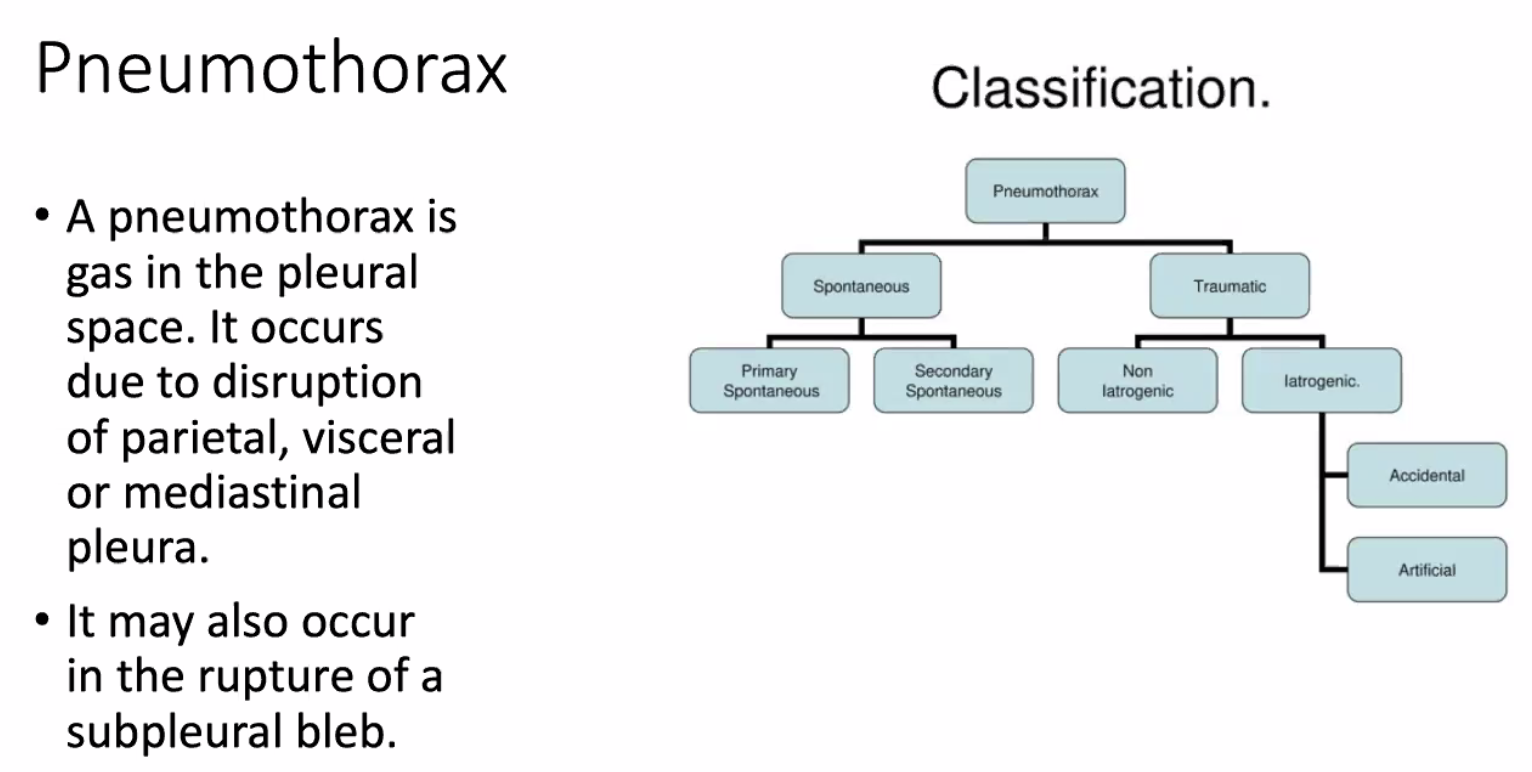 Pneumothorax
• A pneumothorax is
gas in the pleural
space. It occurs
due to disruption
of parietal, visceral
or mediastinal
pleura.
• It may also occur
in the rupture of a
subpleural bleb.
Classification.
Pneumothorax
Spontaneous
Traumatic
Primary
Spontaneous
Secondary
Spontaneous
Non
Iatrogenic
Iatrogenic.
Accidental
Artificial